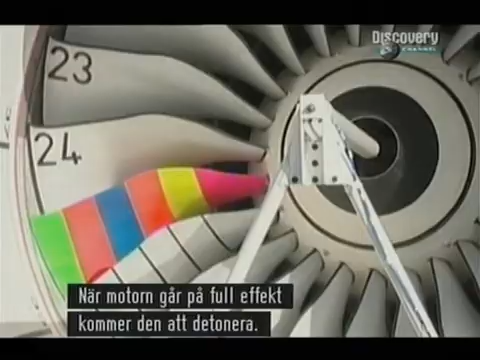 Discovery
CHANNEL
23
24
När motorn går på full effekt
kommer den att detonera.